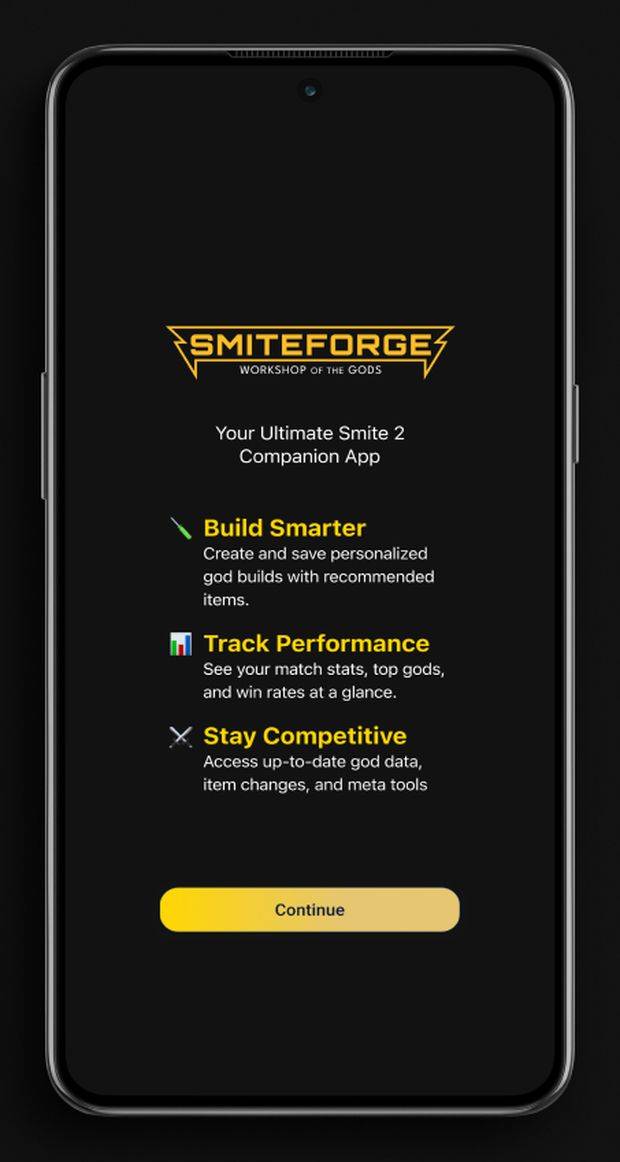 SMITEFORGE
WORKSHOP OF THE GODS
Your Ultimate Smite 2
Companion App
Build Smarter
Create and save personalized
god builds with recommended
items.
Track Performance
See your match stats, top gods,
and win rates at a glance.
Stay Competitive
Access up-to-date god data,
item changes, and meta tools
Continue